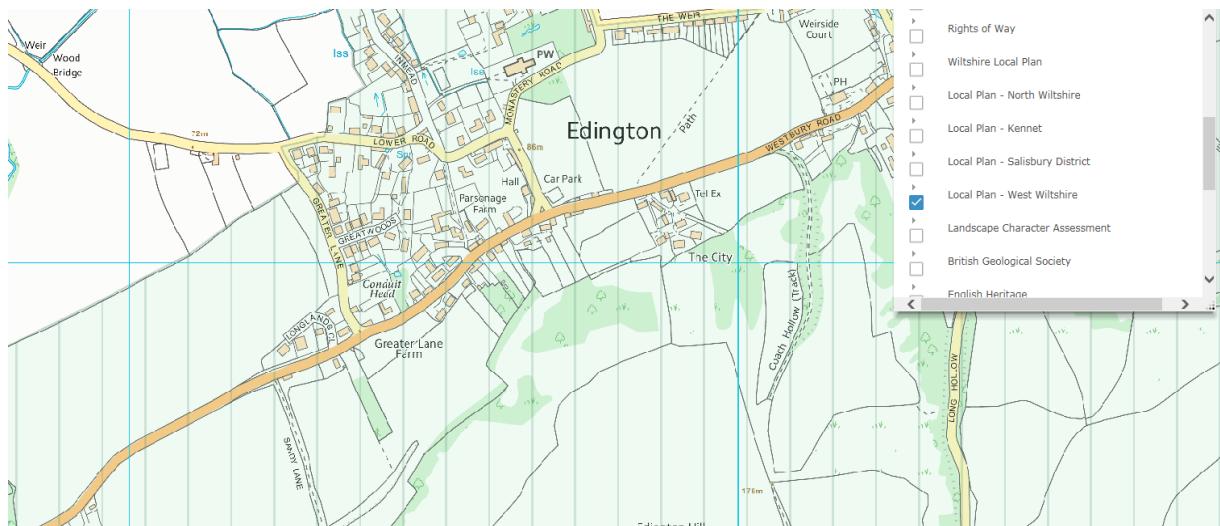 THE WEIR
Weirside
Court
Weir
Wood
Bridge
Iss
INMEAD
PW
Iss
MONASTERY ROAD
PH
72m
LOWER ROAD
Spr
86m
Edington
Path
WESTBURY ROAD
Hall
Car Park
Parsonage
Farm
Tel Ex
GREATER LANE
GREATWOODS
The City
Conduit
Head
Coach Hollow (Track)
LONGLANDS CL
Greater Lane
Farm
LONG HOLLOW
SANDY LANE
176m
Edington Hill
Rights of Way
Wiltshire Local Plan
Local Plan - North Wiltshire
Local Plan - Kennet
Local Plan - Salisbury District
Local Plan - West Wiltshire
Landscape Character Assessment
British Geological Society
English Heritage